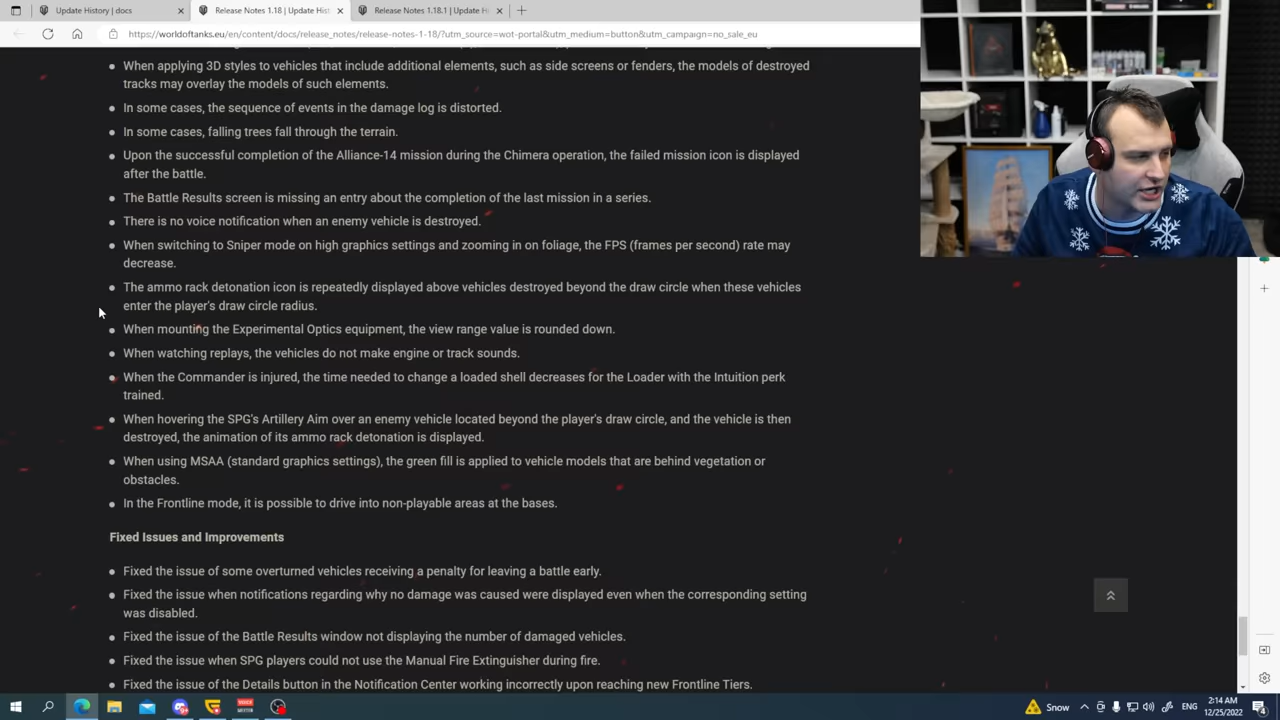 Update History | docs
Release Notes 1.18 | Update Hist
Release Notes 1.18.1 | Update H
https://worldoftanks.eu/en/content/docs/release_notes/release-notes-1-18/?utm_source=wot-portal&utm_medium=button&utm_campaign=no_sale_eu
When applying 3D styles to vehicles that include additional elements, such as side screens or fenders, the models of destroyed
tracks may overlay the models of such elements.
In some cases, the sequence of events in the damage log is distorted.
In some cases, falling trees fall through the terrain.
Upon the successful completion of the Alliance-14 mission during the Chimera operation, the failed mission icon is displayed
after the battle.
The Battle Results screen is missing an entry about the completion of the last mission in a series.
There is no voice notification when an enemy vehicle is destroyed.
When switching to Sniper mode on high graphics settings and zooming in on foliage, the FPS (frames per second) rate may
decrease.
The ammo rack detonation icon is repeatedly displayed above vehicles destroyed beyond the draw circle when these vehicles
enter the player's draw circle radius.
When mounting the Experimental Optics equipment, the view range value is rounded down.
When watching replays, the vehicles do not make engine or track sounds.
When the Commander is injured, the time needed to change a loaded shell decreases for the Loader with the Intuition perk
trained.
When hovering the SPG's Artillery Aim over an enemy vehicle located beyond the player's draw circle, and the vehicle is then
destroyed, the animation of its ammo rack detonation is displayed.
When using MSAA (standard graphics settings), the green fill is applied to vehicle models that are behind vegetation or
obstacles.
In the Frontline mode, it is possible to drive into non-playable areas at the bases.
Fixed Issues and Improvements
Fixed the issue of some overturned vehicles receiving a penalty for leaving a battle early.
Fixed the issue when notifications regarding why no damage was caused were displayed even when the corresponding setting
was disabled.
Fixed the issue of the Battle Results window not displaying the number of damaged vehicles.
Fixed the issue when SPG players could not use the Manual Fire Extinguisher during fire.
Fixed the issue of the Details button in the Notification Center working incorrectly upon reaching new Frontline Tiers.
Snow
ENG
2:14 AM
12/25/2022
4